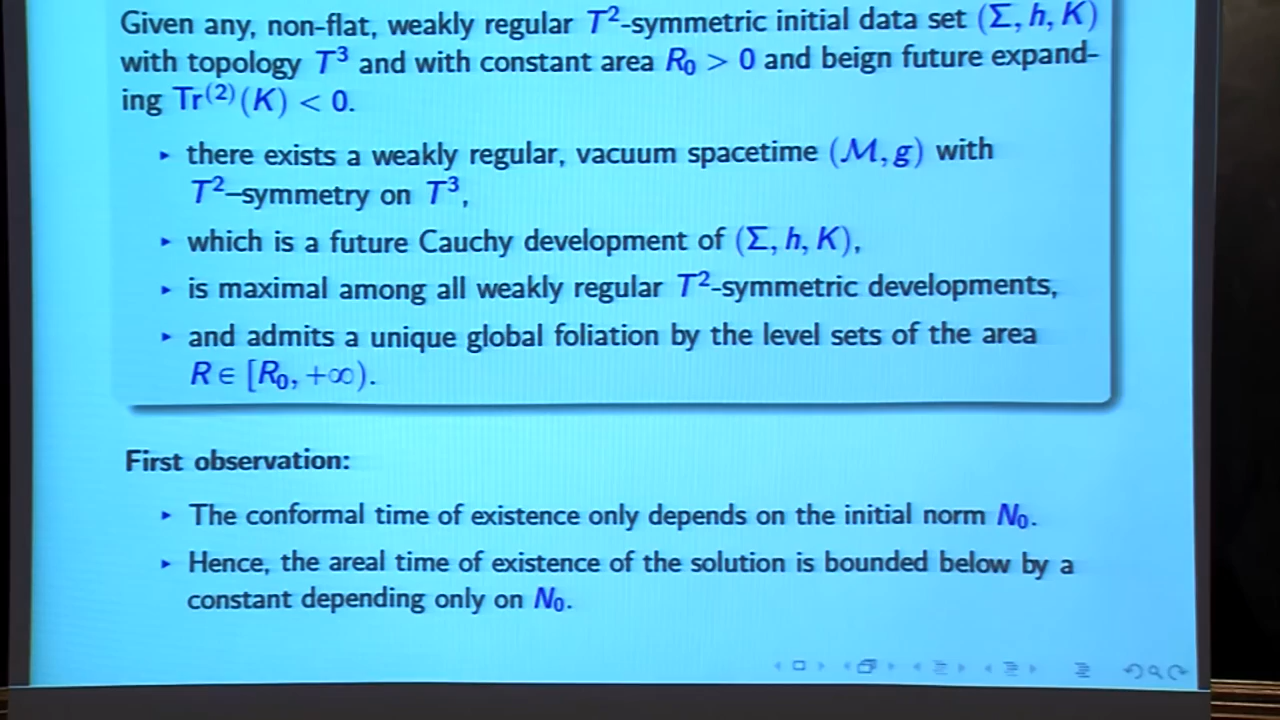 Given any, non-flat, weakly regular T²-symmetric initial data set (Σ, h, K)
with topology T³ and with constant area R₀ > 0 and beign future expand-
ing Tr⁽²⁾(K) < 0.
▸ there exists a weakly regular, vacuum spacetime (ℳ, g) with
T²–symmetry on T³,
▸ which is a future Cauchy development of (Σ, h, K),
▸ is maximal among all weakly regular T²-symmetric developments,
▸ and admits a unique global foliation by the level sets of the area
R ∈ [R₀, +∞).
First observation:
▸ The conformal time of existence only depends on the initial norm N₀.
▸ Hence, the areal time of existence of the solution is bounded below by a
constant depending only on N₀.